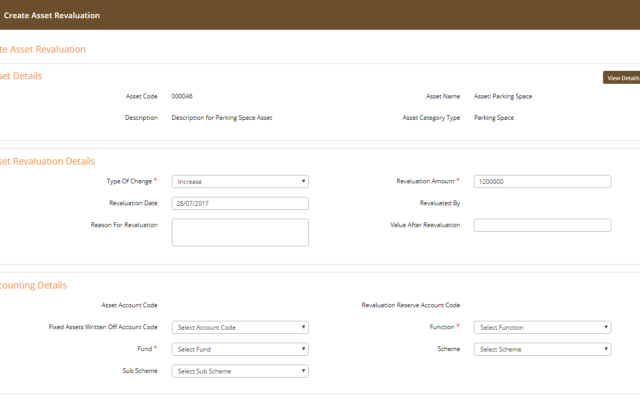 Create Asset Revaluation
te Asset Revaluation
set Details
View Details
Asset Code 000046 Asset Name Asset: Parking Space
Description Description for Parking Space Asset Asset Category Type Parking Space
set Revaluation Details
Type Of Change * Increase Revaluation Amount * 1200000
Revaluation Date 28/07/2017 Revaluated By
Reason For Revaluation Value After Reevaluation
counting Details
Asset Account Code Revaluation Reserve Account Code
Fixed Assets Written Off Account Code Select Account Code Function * Select Function
Fund * Select Fund Scheme Select Scheme
Sub Scheme Select Sub Scheme